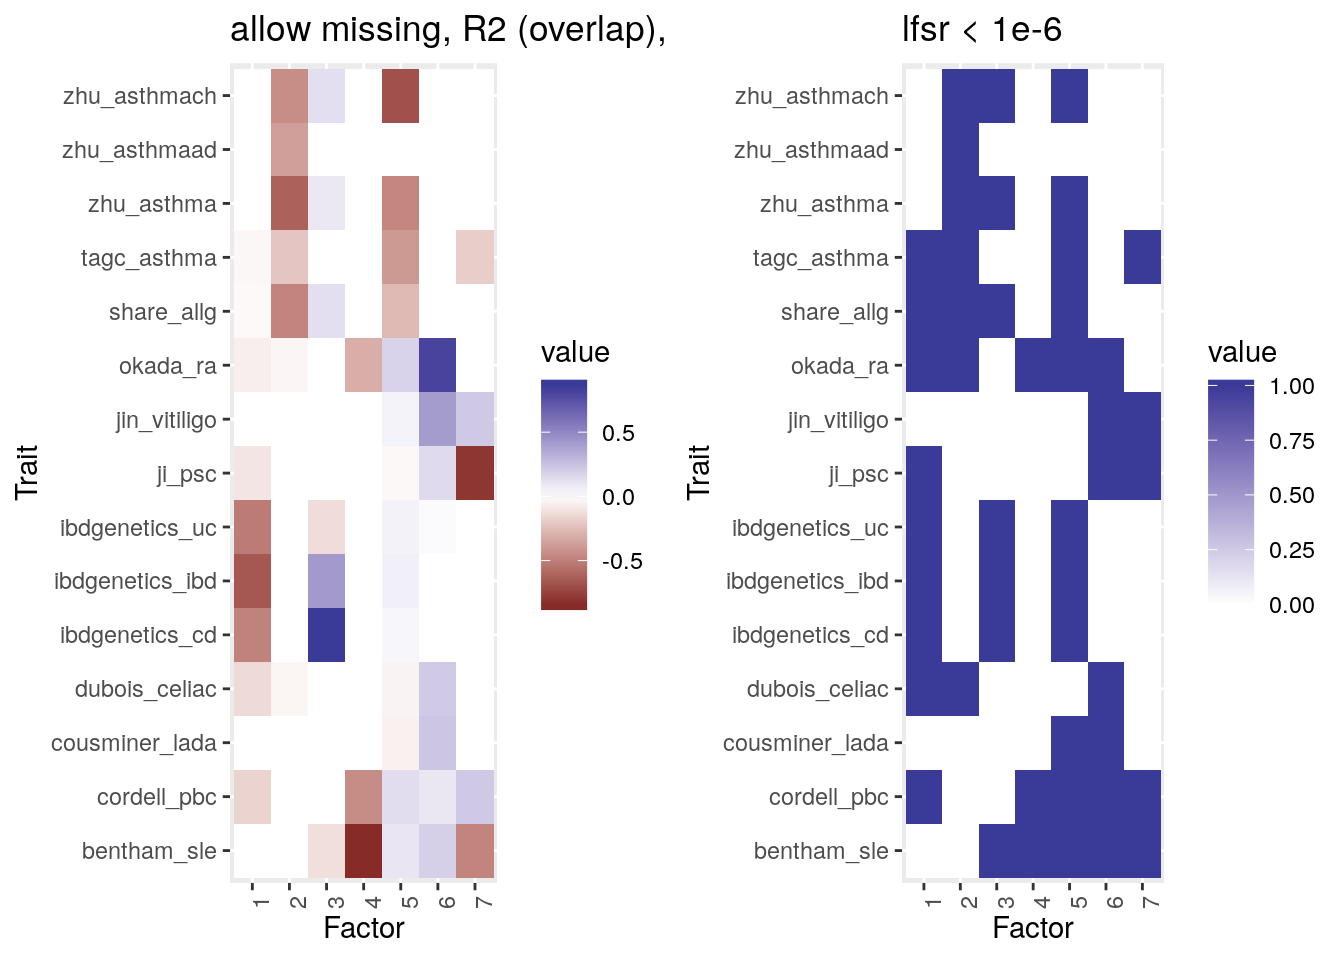 allow missing, R2 (overlap),
Trait
zhu_asthmach
zhu_asthmaad
zhu_asthma
tagc_asthma
share_allg
okada_ra
jin_vitiligo
ji_psc
ibdgenetics_uc
ibdgenetics_ibd
ibdgenetics_cd
dubois_celiac
cousminer_lada
cordell_pbc
bentham_sle
1 2 3 4 5 6 7
Factor
value
0.5
0.0
-0.5
lfsr < 1e-6
Trait
zhu_asthmach
zhu_asthmaad
zhu_asthma
tagc_asthma
share_allg
okada_ra
jin_vitiligo
ji_psc
ibdgenetics_uc
ibdgenetics_ibd
ibdgenetics_cd
dubois_celiac
cousminer_lada
cordell_pbc
bentham_sle
1 2 3 4 5 6 7
Factor
value
1.00
0.75
0.50
0.25
0.00